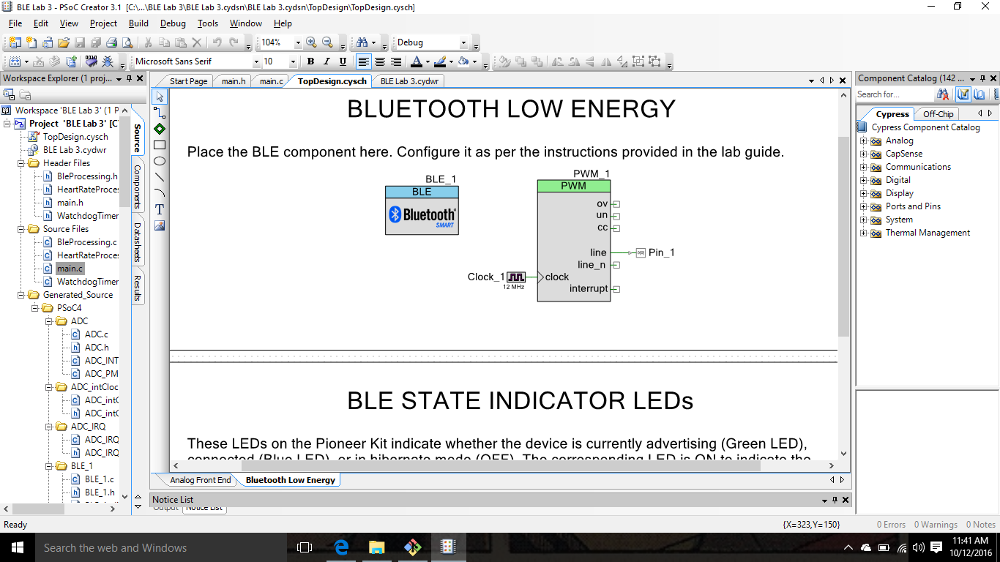 BLE Lab 3 - PSoC Creator 3.1 [C:\...\BLE Lab 3\BLE Lab 3.cydsn\BLE Lab 3.cydsn\TopDesign\TopDesign.cysch]
File Edit View Project Build Debug Tools Window Help
104% Debug
Microsoft Sans Serif 10 B I U A
Workspace Explorer (1 proj...
Workspace 'BLE Lab 3' (1 P
Project 'BLE Lab 3' [C
TopDesign.cysch
BLE Lab 3.cydwr
Header Files
BleProcessing.h
HeartRateProces
main.h
WatchdogTimer
Source Files
BleProcessing.c
HeartRateProces
main.c
WatchdogTimer
Generated_Source
PSoC4
ADC
ADC.c
ADC.h
ADC_INT
ADC_PM
ADC_intCloc
ADC_intC
ADC_intC
ADC_IRQ
ADC_IRQ
ADC_IRQ
BLE_1
BLE_1.c
BLE_1.h
Source
Components
Datasheets
Results
Start Page main.h main.c TopDesign.cysch BLE Lab 3.cydwr
T
BLUETOOTH LOW ENERGY
Place the BLE component here. Configure it as per the instructions provided in the lab guide.
BLE_1
BLE
Bluetooth
SMART
PWM_1
PWM
ov
un
cc
line
Pin_1
line_n
Clock_1
12 MHz
clock
interrupt
BLE STATE INDICATOR LEDs
These LEDs on the Pioneer Kit indicate whether the device is currently advertising (Green LED),
connected (Blue LED), or in hibernate mode (OFF). The corresponding LED is ON to indicate the
Analog Front End Bluetooth Low Energy
Notice List
Output Notice List
Component Catalog (142 ...
Search for...
Cypress Off-Chip
Cypress Component Catalog
Analog
CapSense
Communications
Digital
Display
Ports and Pins
System
Thermal Management
Ready {X=323,Y=150} 0 Errors 0 Warnings 0 Notes
Search the web and Windows
11:41 AM
10/12/2016